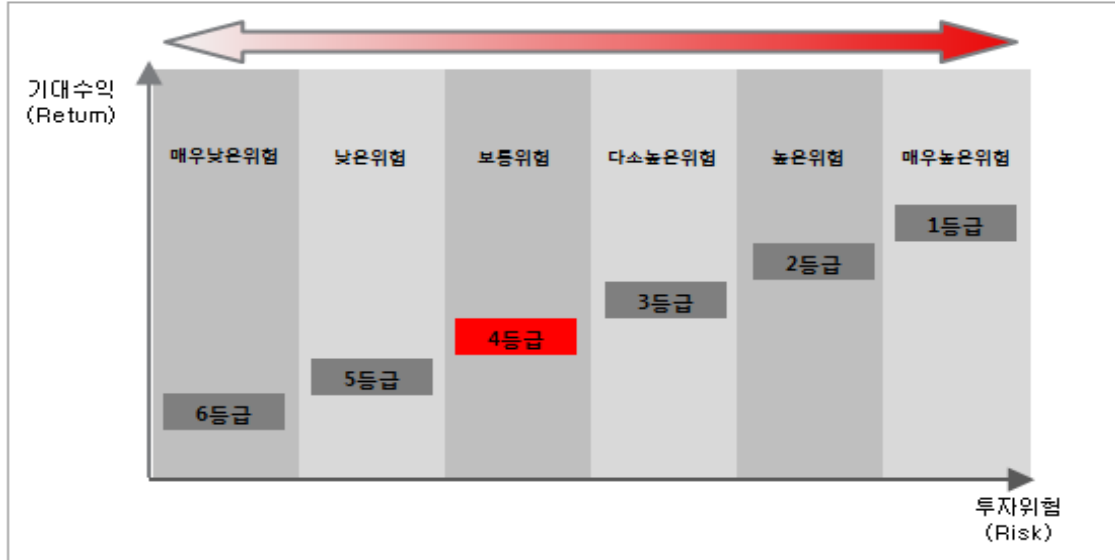 기대수익
(Return)
매우낮은위험
낮은위험
보통위험
다소높은위험
높은위험
매우높은위험
1등급
2등급
3등급
4등급
5등급
6등급
투자위험
(Risk)